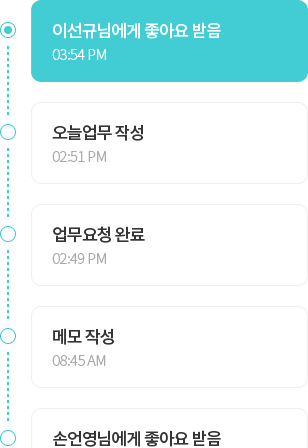 이선규님에게 좋아요 받음
03:54 PM
오늘업무 작성
02:51 PM
업무요청 완료
02:49 PM
메모 작성
08:45 AM
손언영님에게 좋아요 받음